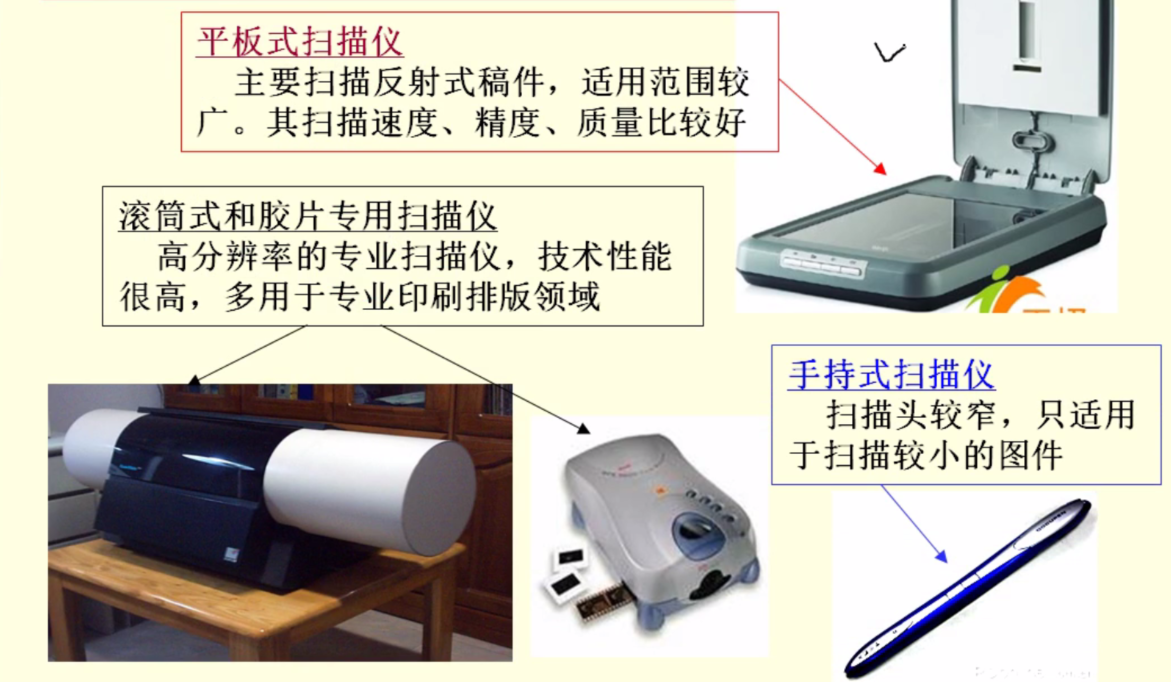 平板式扫描仪
主要扫描反射式稿件，适用范围较
广。其扫描速度、精度、质量比较好
滚筒式和胶片专用扫描仪
高分辨率的专业扫描仪，技术性能
很高，多用于专业印刷排版领域
手持式扫描仪
扫描头较窄，只适用
于扫描较小的图件